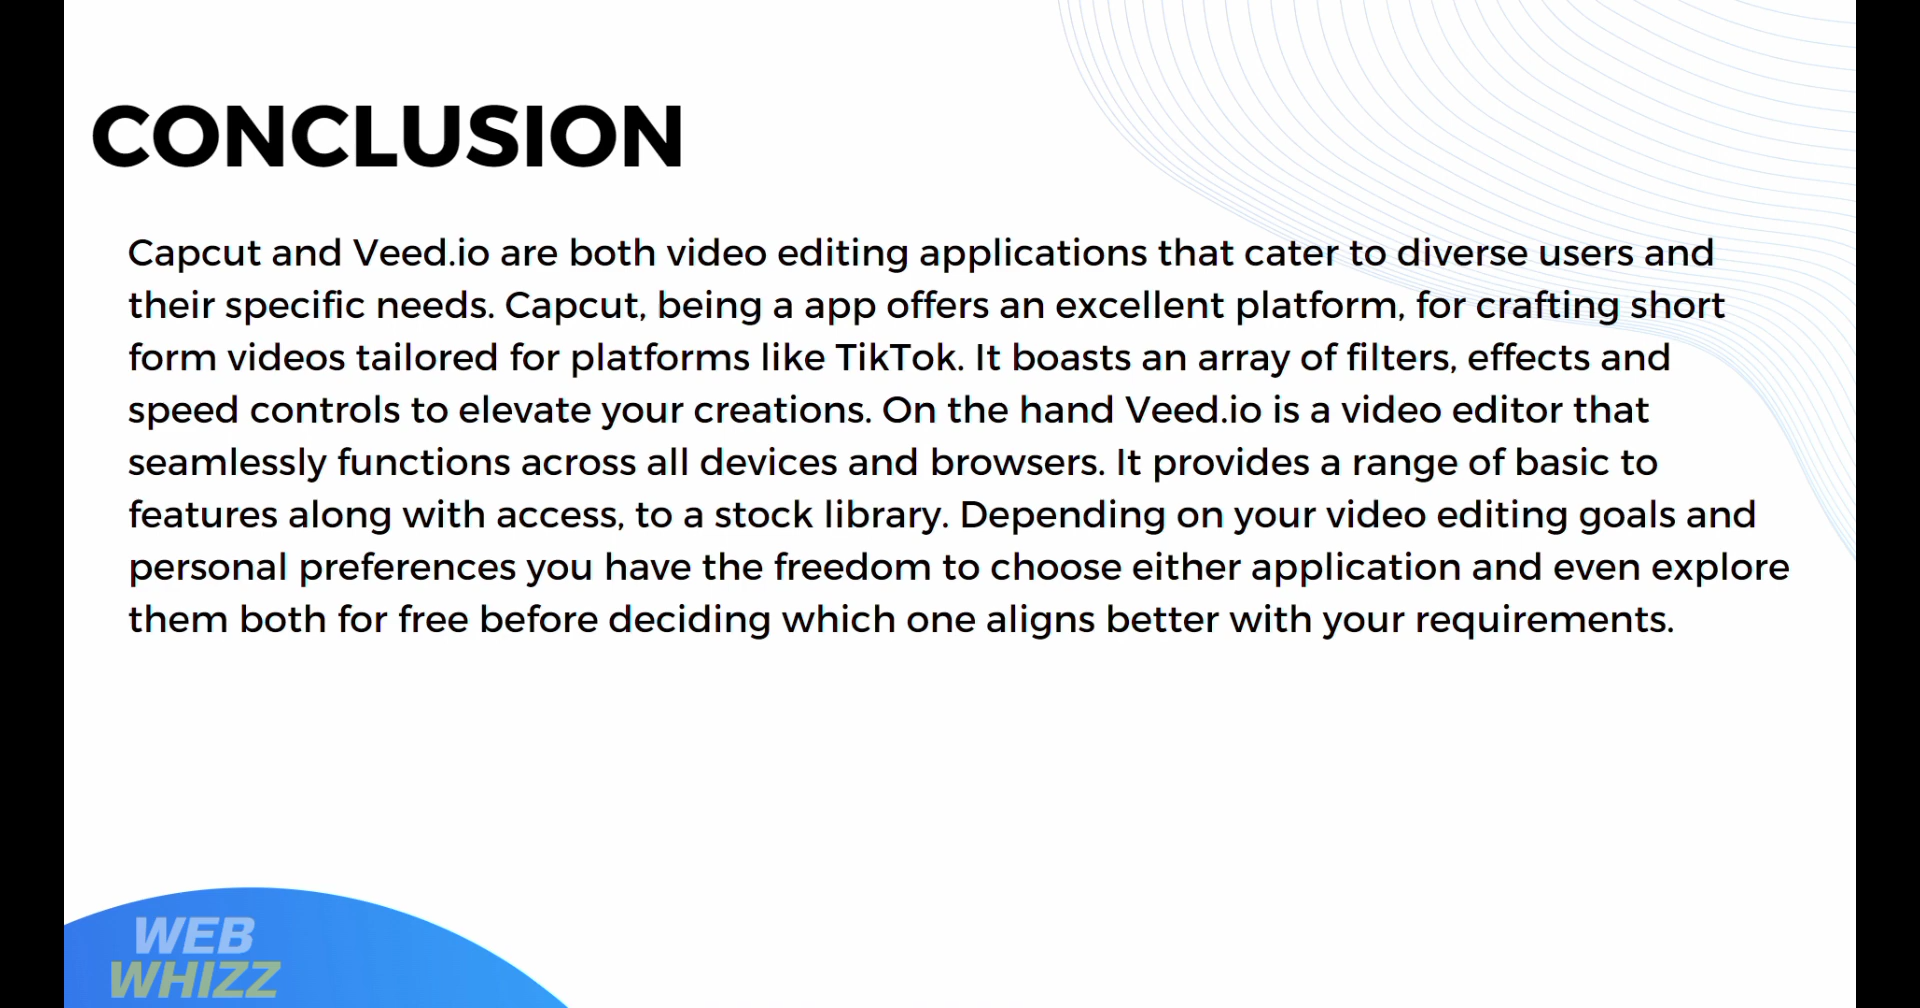 CONCLUSION
Capcut and Veed.io are both video editing applications that cater to diverse users and
their specific needs. Capcut, being a app offers an excellent platform, for crafting short
form videos tailored for platforms like TikTok. It boasts an array of filters, effects and
speed controls to elevate your creations. On the hand Veed.io is a video editor that
seamlessly functions across all devices and browsers. It provides a range of basic to
features along with access, to a stock library. Depending on your video editing goals and
personal preferences you have the freedom to choose either application and even explore
them both for free before deciding which one aligns better with your requirements.
WEB
WHIZZ